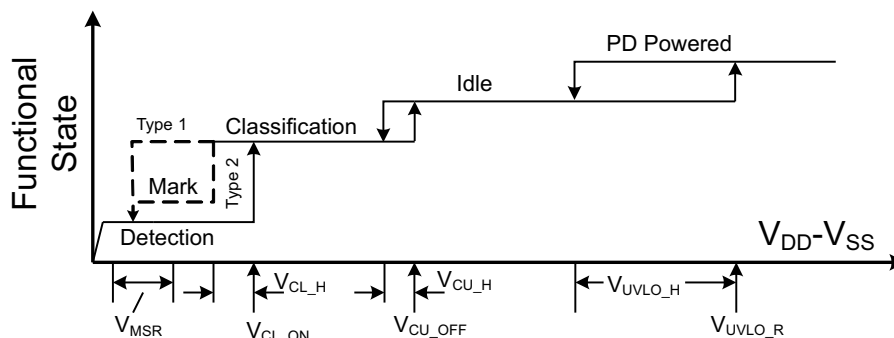 Functional
State
PD Powered
Idle
Type 1
Classification
Mark
Type 2
Detection
VDD-VSS
VMSR
VCL_H
VCL_ON
VCU_H
VCU_OFF
VUVLO_H
VUVLO_R